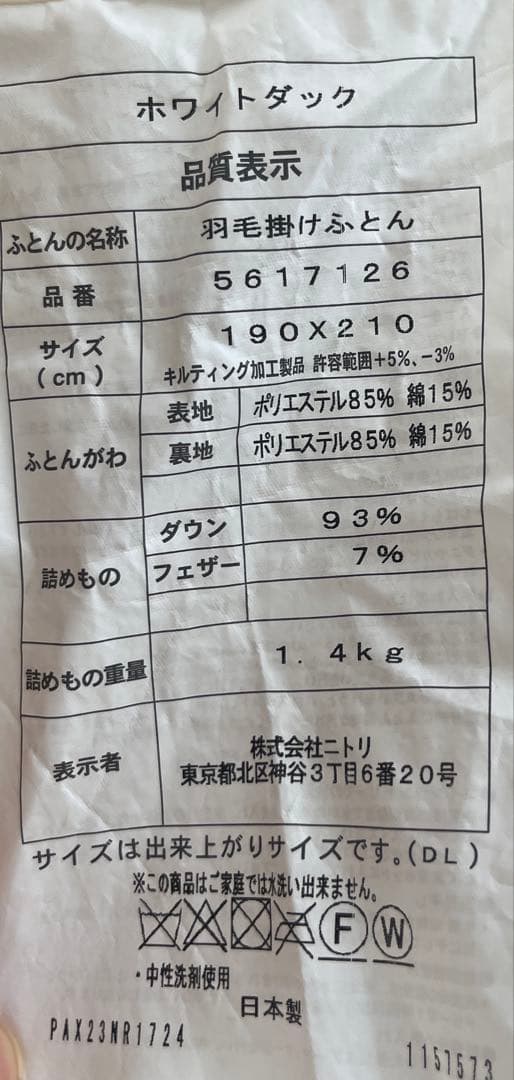 ホワイトダック
品質表示
ふとんの名称 羽毛掛けふとん
品番 5617126
サイズ(cm) 190X210
キルティング加工製品 許容範囲+5%、-3%
ふとんがわ 表地 ポリエステル85% 綿15%
裏地 ポリエステル85% 綿15%
詰めもの ダウン 93%
フェザー 7%
詰めもの重量 1.4kg
表示者 株式会社ニトリ
東京都北区神谷3丁目6番20号
サイズは出来上がりサイズです。(DL)
※この商品はご家庭では水洗い出来ません。
F W
・中性洗剤使用
日本製
PAX23NR1724
1157573